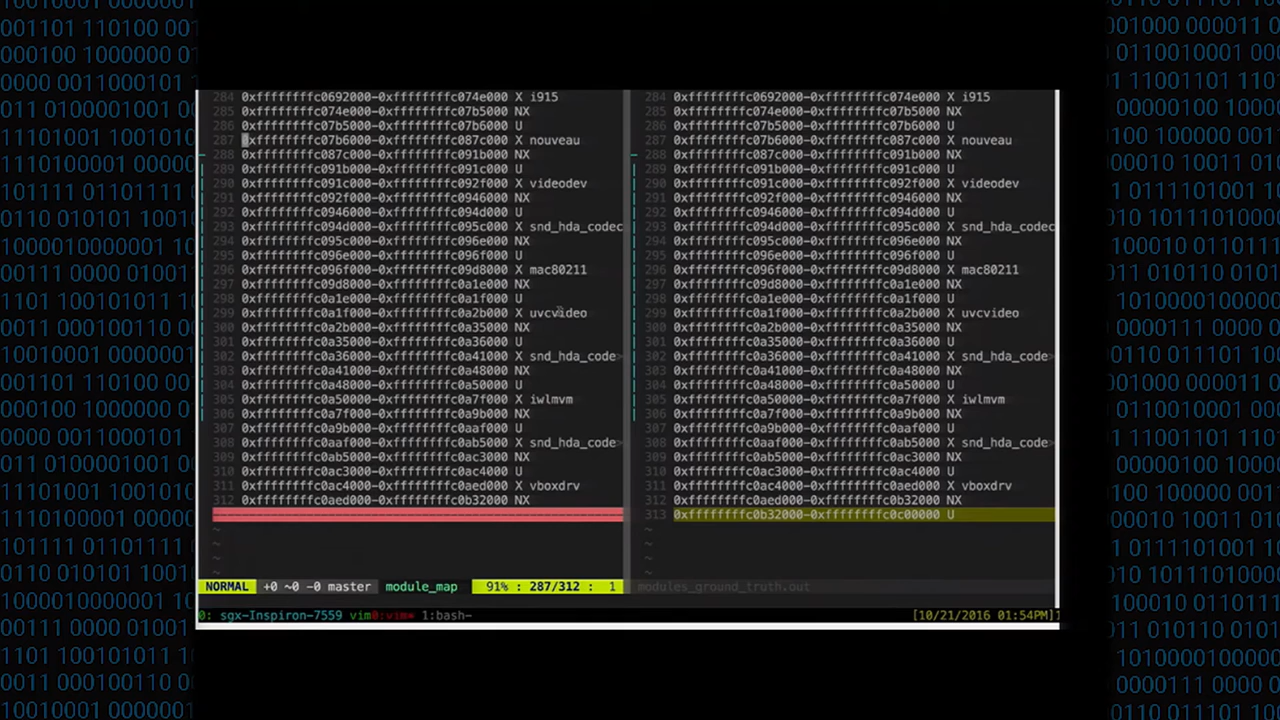 284 0xffffffffc0692000-0xffffffffc074e000 X i915
285 0xffffffffc074e000-0xffffffffc07b5000 NX
286 0xffffffffc07b5000-0xffffffffc07b6000 U
287 0xffffffffc07b6000-0xffffffffc087c000 X nouveau
288 0xffffffffc087c000-0xffffffffc091b000 NX
289 0xffffffffc091b000-0xffffffffc091c000 U
290 0xffffffffc091c000-0xffffffffc092f000 X videodev
291 0xffffffffc092f000-0xffffffffc0946000 NX
292 0xffffffffc0946000-0xffffffffc094d000 U
293 0xffffffffc094d000-0xffffffffc095c000 X snd_hda_codec
294 0xffffffffc095c000-0xffffffffc096e000 NX
295 0xffffffffc096e000-0xffffffffc096f000 U
296 0xffffffffc096f000-0xffffffffc09d8000 X mac80211
297 0xffffffffc09d8000-0xffffffffc0a1e000 NX
298 0xffffffffc0a1e000-0xffffffffc0a1f000 U
299 0xffffffffc0a1f000-0xffffffffc0a2b000 X uvcvideo
300 0xffffffffc0a2b000-0xffffffffc0a35000 NX
301 0xffffffffc0a35000-0xffffffffc0a36000 U
302 0xffffffffc0a36000-0xffffffffc0a41000 X snd_hda_code>
303 0xffffffffc0a41000-0xffffffffc0a48000 NX
304 0xffffffffc0a48000-0xffffffffc0a50000 U
305 0xffffffffc0a50000-0xffffffffc0a7f000 X iwlmvm
306 0xffffffffc0a7f000-0xffffffffc0a9b000 NX
307 0xffffffffc0a9b000-0xffffffffc0aaf000 U
308 0xffffffffc0aaf000-0xffffffffc0ab5000 X snd_hda_code>
309 0xffffffffc0ab5000-0xffffffffc0ac3000 NX
310 0xffffffffc0ac3000-0xffffffffc0ac4000 U
311 0xffffffffc0ac4000-0xffffffffc0aed000 X vboxdrv
312 0xffffffffc0aed000-0xffffffffc0b32000 NX
~
~
~
NORMAL +0 ~0 -0 master module_map 91% : 287/312 : 1
284 0xffffffffc0692000-0xffffffffc074e000 X i915
285 0xffffffffc074e000-0xffffffffc07b5000 NX
286 0xffffffffc07b5000-0xffffffffc07b6000 U
287 0xffffffffc07b6000-0xffffffffc087c000 X nouveau
288 0xffffffffc087c000-0xffffffffc091b000 NX
289 0xffffffffc091b000-0xffffffffc091c000 U
290 0xffffffffc091c000-0xffffffffc092f000 X videodev
291 0xffffffffc092f000-0xffffffffc0946000 NX
292 0xffffffffc0946000-0xffffffffc094d000 U
293 0xffffffffc094d000-0xffffffffc095c000 X snd_hda_codec
294 0xffffffffc095c000-0xffffffffc096e000 NX
295 0xffffffffc096e000-0xffffffffc096f000 U
296 0xffffffffc096f000-0xffffffffc09d8000 X mac80211
297 0xffffffffc09d8000-0xffffffffc0a1e000 NX
298 0xffffffffc0a1e000-0xffffffffc0a1f000 U
299 0xffffffffc0a1f000-0xffffffffc0a2b000 X uvcvideo
300 0xffffffffc0a2b000-0xffffffffc0a35000 NX
301 0xffffffffc0a35000-0xffffffffc0a36000 U
302 0xffffffffc0a36000-0xffffffffc0a41000 X snd_hda_code>
303 0xffffffffc0a41000-0xffffffffc0a48000 NX
304 0xffffffffc0a48000-0xffffffffc0a50000 U
305 0xffffffffc0a50000-0xffffffffc0a7f000 X iwlmvm
306 0xffffffffc0a7f000-0xffffffffc0a9b000 NX
307 0xffffffffc0a9b000-0xffffffffc0aaf000 U
308 0xffffffffc0aaf000-0xffffffffc0ab5000 X snd_hda_code>
309 0xffffffffc0ab5000-0xffffffffc0ac3000 NX
310 0xffffffffc0ac3000-0xffffffffc0ac4000 U
311 0xffffffffc0ac4000-0xffffffffc0aed000 X vboxdrv
312 0xffffffffc0aed000-0xffffffffc0b32000 NX
313 0xffffffffc0b32000-0xffffffffc0c00000 U
~
~
~
modules_ground_truth.out
0: sgx-Inspiron-7559 vim 0:vim* 1:bash- [10/21/2016 01:54PM]